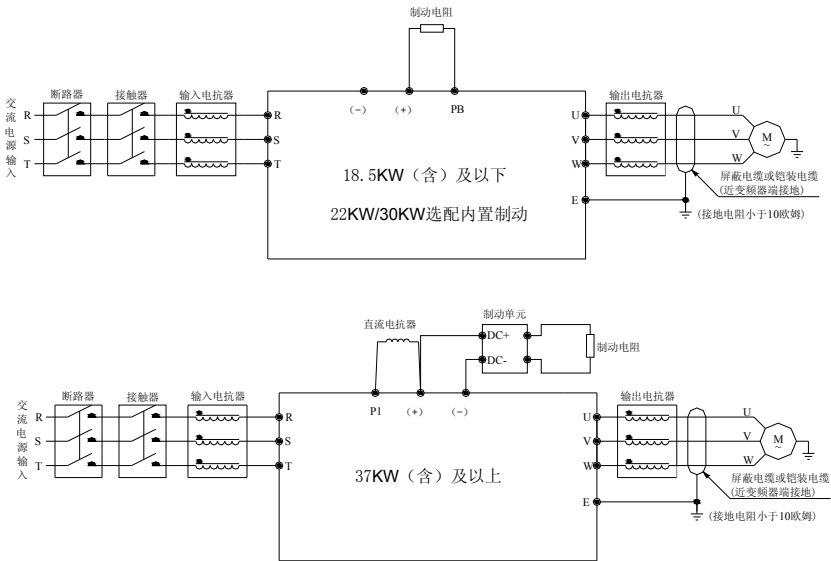 制动电阻
断路器
接触器
输入电抗器
输出电抗器
交流电源输入
R
S
T
R
S
T
(-)
(+)
PB
U
V
W
E
U
V
W
M
~
18.5KW（含）及以下
22KW/30KW选配内置制动
屏蔽电缆或铠装电缆
(近变频器端接地)
(接地电阻小于10欧姆)
制动单元
直流电抗器
DC+
DC-
制动电阻
断路器
接触器
输入电抗器
输出电抗器
P1
(+)
(-)
交流电源输入
R
S
T
R
S
T
U
V
W
E
U
V
W
M
~
37KW（含）及以上
屏蔽电缆或铠装电缆
(近变频器端接地)
(接地电阻小于10欧姆)